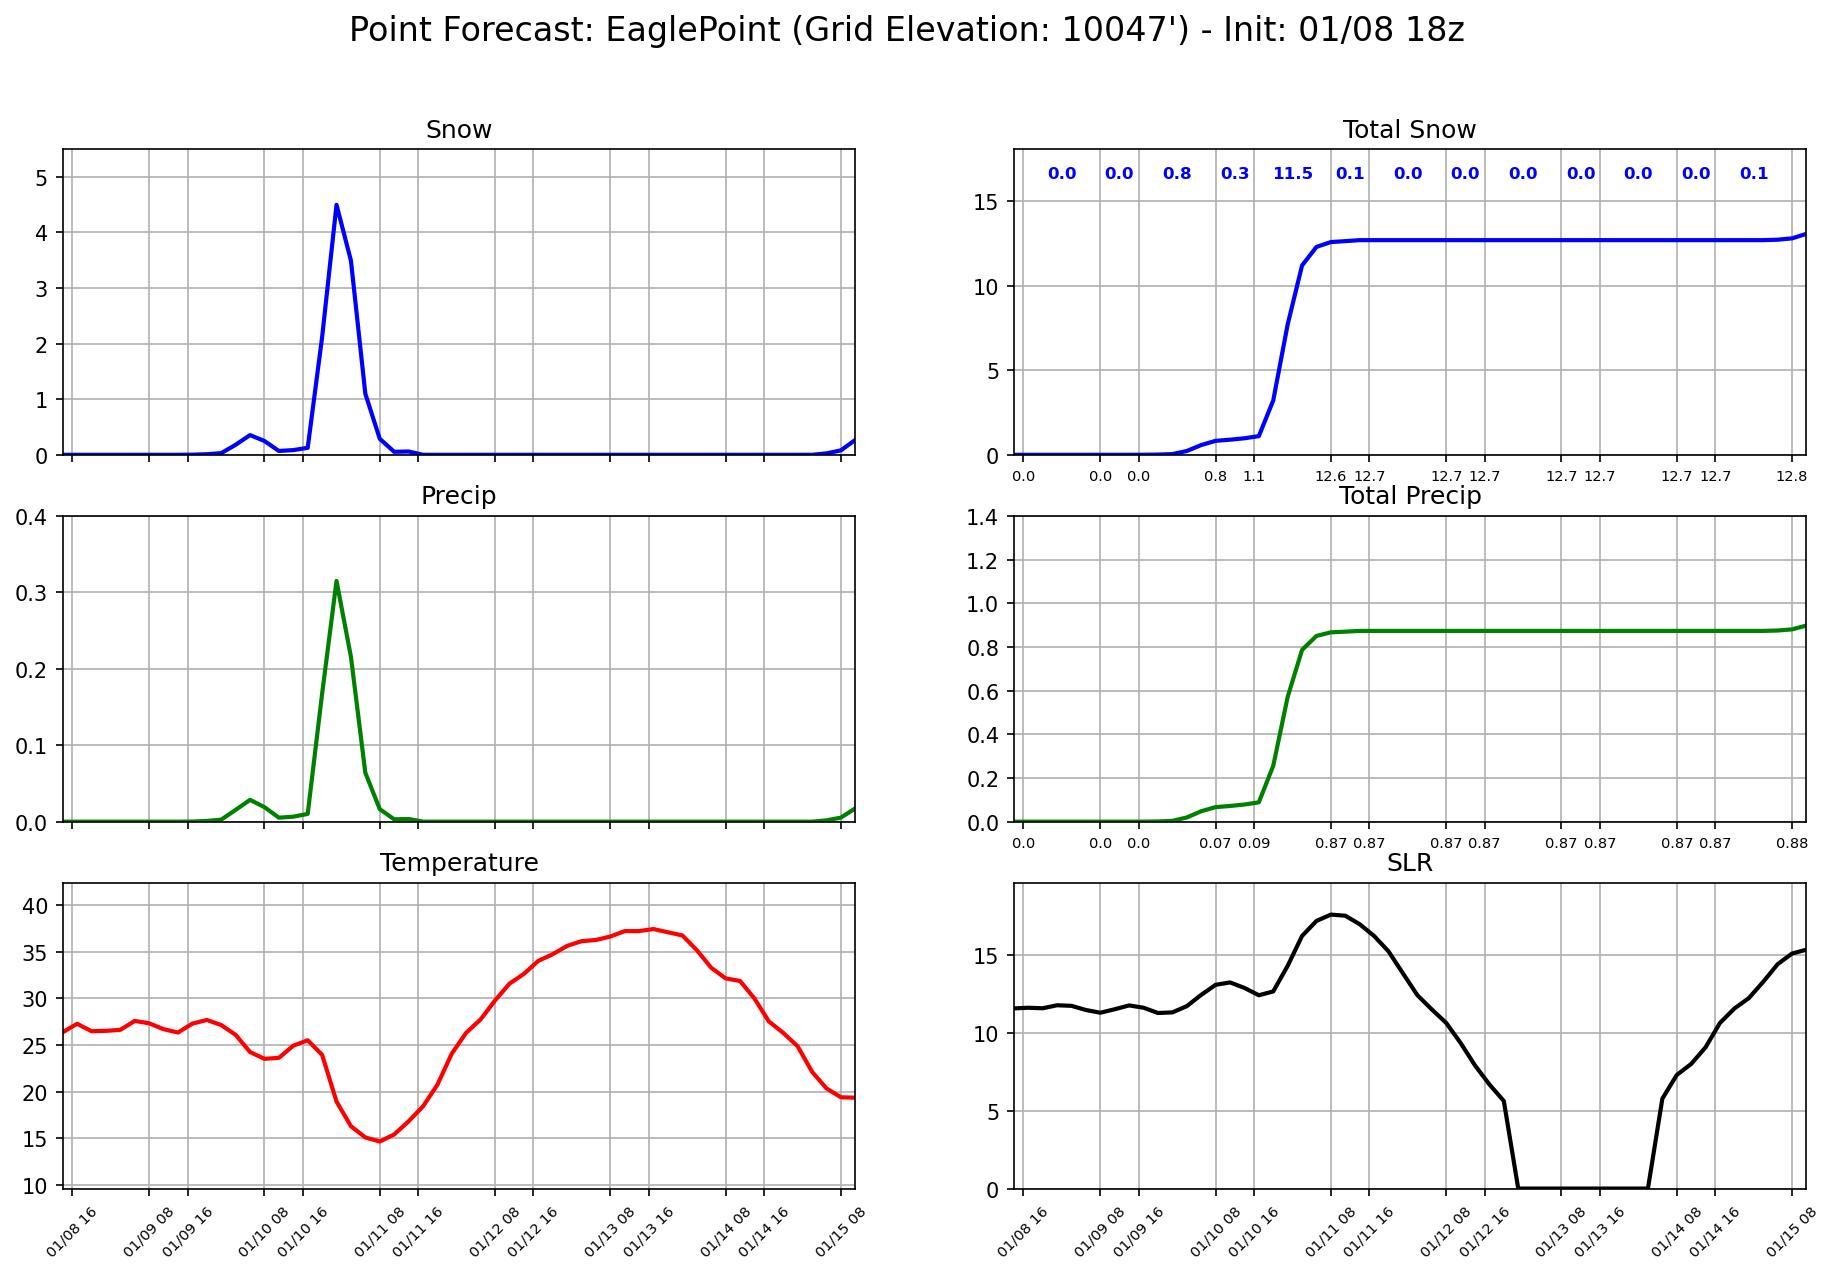 Point Forecast: EaglePoint (Grid Elevation: 10047') - Init: 01/08 18z
Snow
5
4
3
2
1
0
Total Snow
0.0 0.0 0.8 0.3 11.5 0.1 0.0 0.0 0.0 0.0 0.0 0.0 0.1
15
10
5
0
0.0 0.0 0.0 0.8 1.1 12.6 12.7 12.7 12.7 12.7 12.7 12.7 12.7 12.8
Precip
0.4
0.3
0.2
0.1
0.0
Total Precip
1.4
1.2
1.0
0.8
0.6
0.4
0.2
0.0
0.0 0.0 0.0 0.07 0.09 0.87 0.87 0.87 0.87 0.87 0.87 0.87 0.87 0.88
Temperature
40
35
30
25
20
15
10
01/08 16 01/09 08 01/09 16 01/10 08 01/10 16 01/11 08 01/11 16 01/12 08 01/12 16 01/13 08 01/13 16 01/14 08 01/14 16 01/15 08
SLR
15
10
5
0
01/08 16 01/09 08 01/09 16 01/10 08 01/10 16 01/11 08 01/11 16 01/12 08 01/12 16 01/13 08 01/13 16 01/14 08 01/14 16 01/15 08